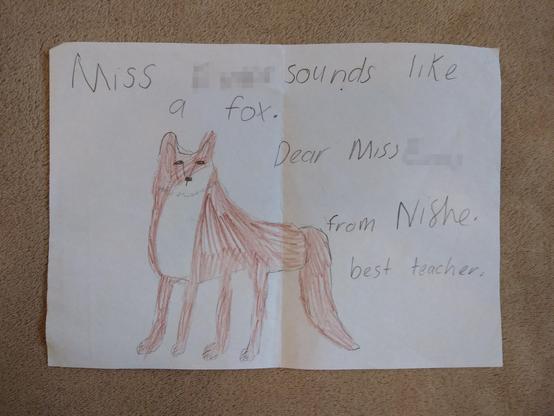 Miss sounds like
a fox.
Dear Miss
from Nishe.
best teacher.